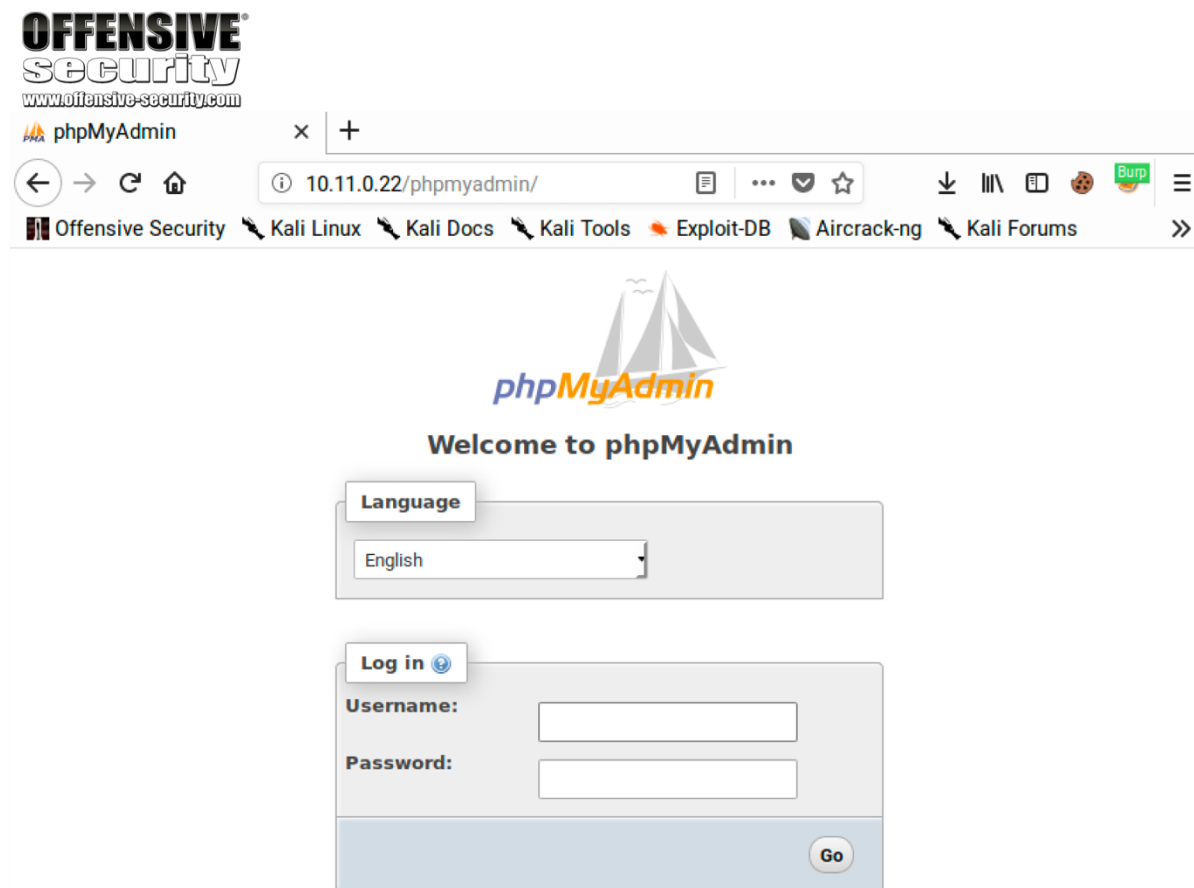 OFFENSIVE®
security
www.offensive-security.com
PMA phpMyAdmin × +
10.11.0.22/phpmyadmin/ Burp
Offensive Security Kali Linux Kali Docs Kali Tools Exploit-DB Aircrack-ng Kali Forums »
phpMyAdmin
Welcome to phpMyAdmin
Language
English
Log in
Username:
Password:
Go